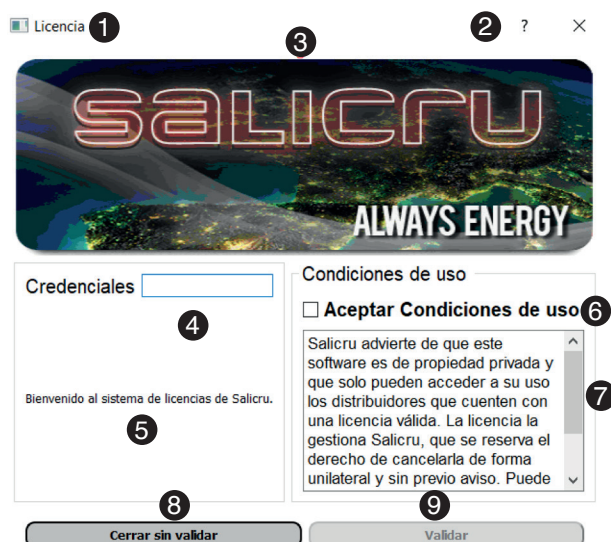 Licencia 1
2 ?
3
SALICRU
ALWAYS ENERGY
Credenciales
4
Bienvenido al sistema de licencias de Salicru.
5
Condiciones de uso
Aceptar Condiciones de uso 6
Salicru advierte de que este
software es de propiedad privada y
que solo pueden acceder a su uso
los distribuidores que cuenten con
una licencia válida. La licencia la
gestiona Salicru, que se reserva el
derecho de cancelarla de forma
unilateral y sin previo aviso. Puede
7
8
Cerrar sin validar
9
Validar